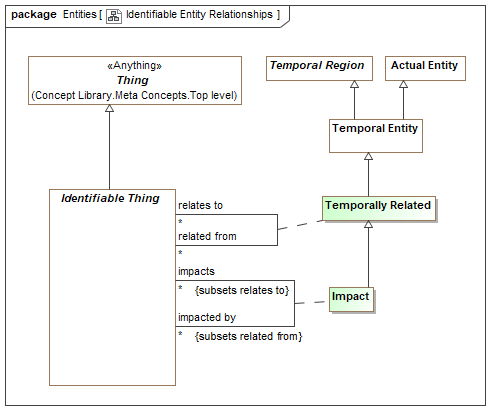 package Entities [ Identifiable Entity Relationships ]
«Anything»
Thing
(Concept Library.Meta Concepts.Top level)
Temporal Region
Actual Entity
Temporal Entity
Identifiable Thing
relates to
*
related from
*
Temporally Related
impacts
* {subsets relates to}
impacted by
* {subsets related from}
Impact